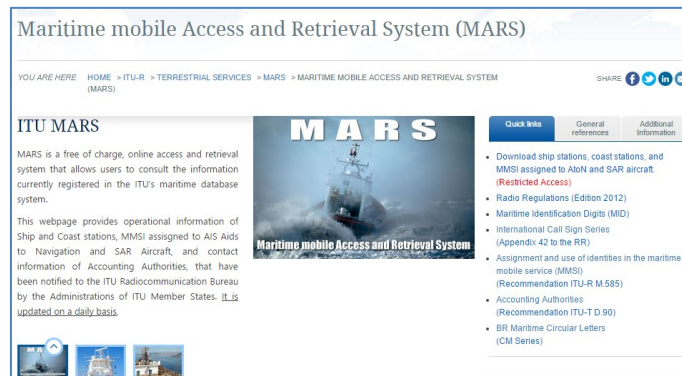 Maritime mobile Access and Retrieval System (MARS)
YOU ARE HERE HOME > ITU-R > TERRESTRIAL SERVICES > MARS > MARITIME MOBILE ACCESS AND RETRIEVAL SYSTEM
(MARS)
SHARE
ITU MARS
MARS is a free of charge, online access and retrieval
system that allows users to consult the information
currently registered in the ITU's maritime database
system.
This webpage provides operational information of
Ship and Coast stations, MMSI assisgned to AIS Aids
to Navigation and SAR Aircraft, and contact
information of Accounting Authorities, that have
been notified to the ITU Radiocommunication Bureau
by the Administrations of ITU Member States. It is
updated on a daily basis.
MARS
Maritime mobile Access and Retrieval System
Quick links
General
references
Additional
Information
Download ship stations, coast stations, and
MMSI assigned to AtoN and SAR aircraft.
(Restricted Access)
Radio Regulations (Edition 2012)
Maritime Identification Digits (MID)
International Call Sign Series
(Appendix 42 to the RR)
Assignment and use of identities in the maritime
mobile service (MMSI)
(Recommendation ITU-R M.585)
Accounting Authorities
(Recommendation ITU-T D.90)
BR Maritime Circular Letters
(CM Series)